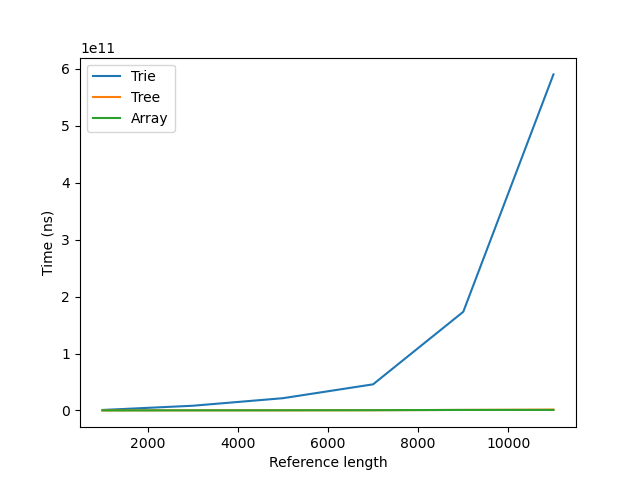 1e11
Trie
Tree
Array
6
5
4
3
2
1
0
Time (ns)
2000 4000 6000 8000 10000
Reference length